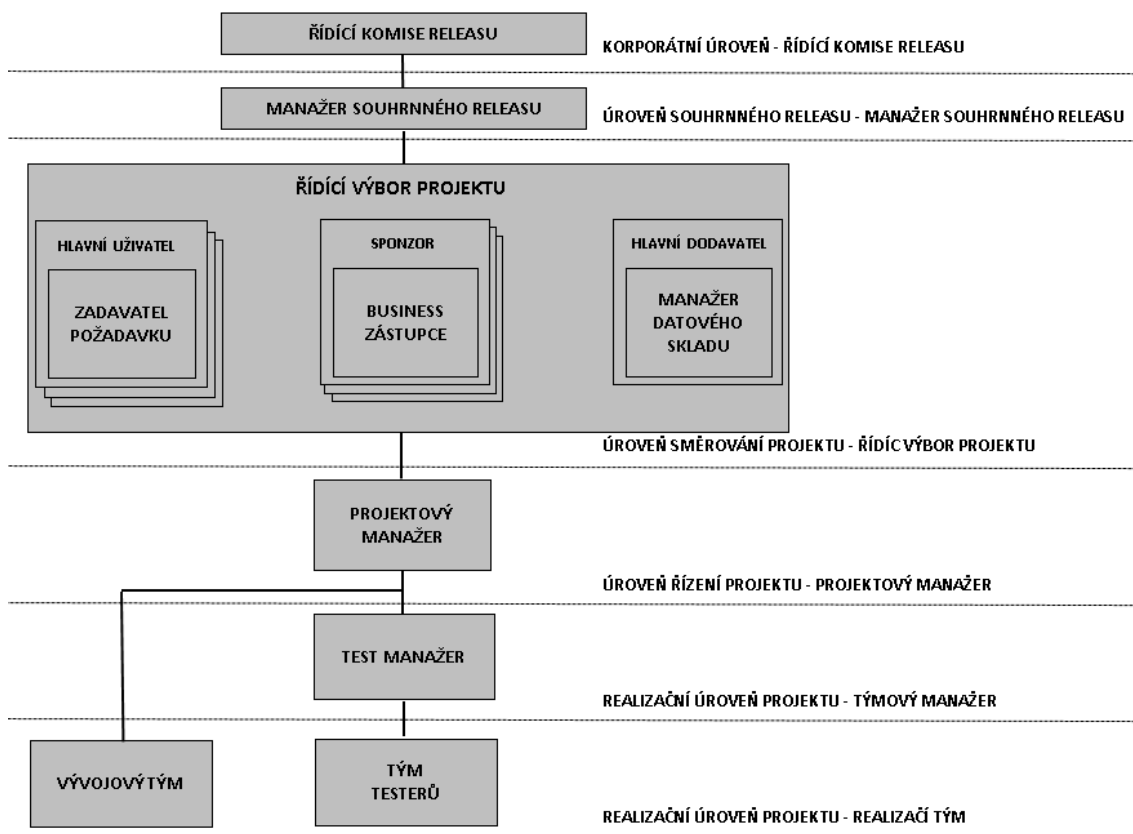 ŘÍDÍCÍ KOMISE RELEASU
KORPORÁTNÍ ÚROVEŇ - ŘÍDÍCÍ KOMISE RELEASU
MANAŽER SOUHRNNÉHO RELEASU
ÚROVEŇ SOUHRNNÉHO RELEASU - MANAŽER SOUHRNNÉHO RELEASU
ŘÍDÍCÍ VÝBOR PROJEKTU
HLAVNÍ UŽIVATEL
ZADAVATEL
POŽADAVKU
SPONZOR
BUSINESS
ZÁSTUPCE
HLAVNÍ DODAVATEL
MANAŽER
DATOVÉHO
SKLADU
ÚROVEŇ SMĚROVÁNÍ PROJEKTU - ŘÍDÍC VÝBOR PROJEKTU
PROJEKTOVÝ
MANAŽER
ÚROVEŇ ŘÍZENÍ PROJEKTU - PROJEKTOVÝ MANAŽER
TEST MANAŽER
REALIZAČNÍ ÚROVEŇ PROJEKTU - TÝMOVÝ MANAŽER
VÝVOJOVÝ TÝM
TÝM
TESTERŮ
REALIZAČNÍ ÚROVEŇ PROJEKTU - REALIZAČÍ TÝM